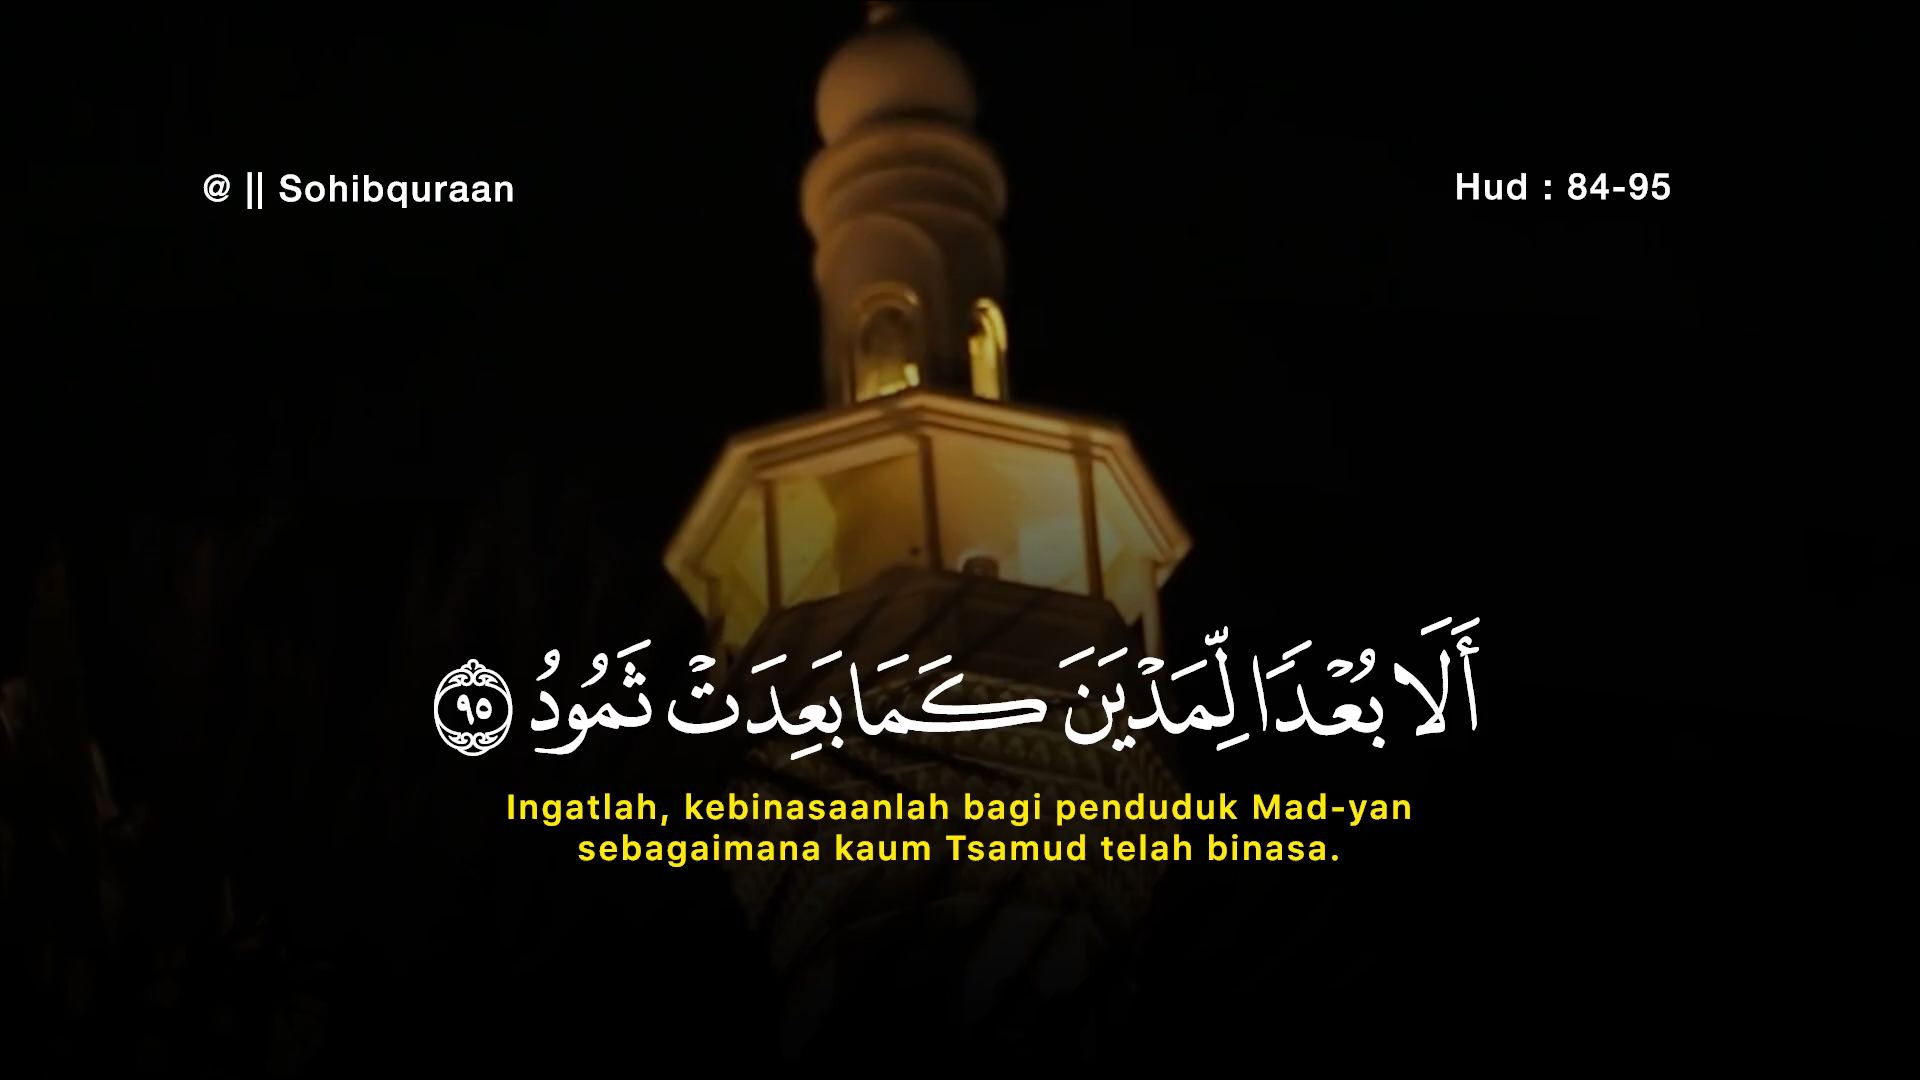 @ || Sohibquraan
Hud : 84-95
أَلَا بُعْدًا لِّمَدْيَنَ كَمَا بَعِدَتْ ثَمُودُ ٩٥
Ingatlah, kebinasaanlah bagi penduduk Mad-yan
sebagaimana kaum Tsamud telah binasa.